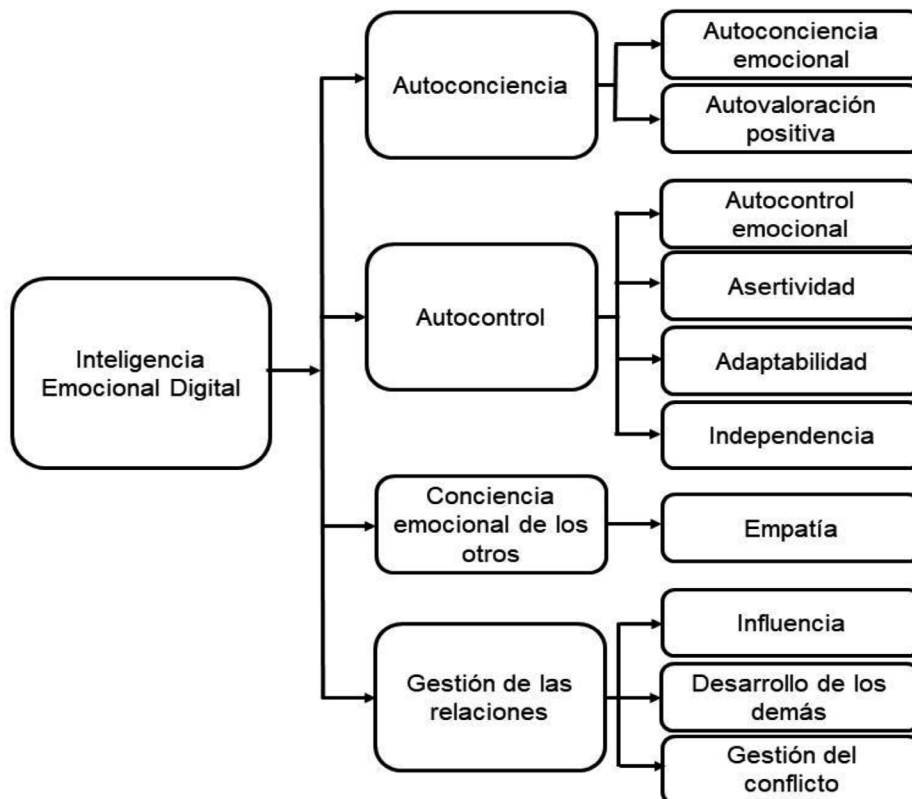 Inteligencia
Emocional Digital
Autoconciencia
Autoconciencia
emocional
Autovaloración
positiva
Autocontrol
Autocontrol
emocional
Asertividad
Adaptabilidad
Independencia
Conciencia
emocional de los
otros
Empatía
Gestión de las
relaciones
Influencia
Desarrollo de los
demás
Gestión del
conflicto